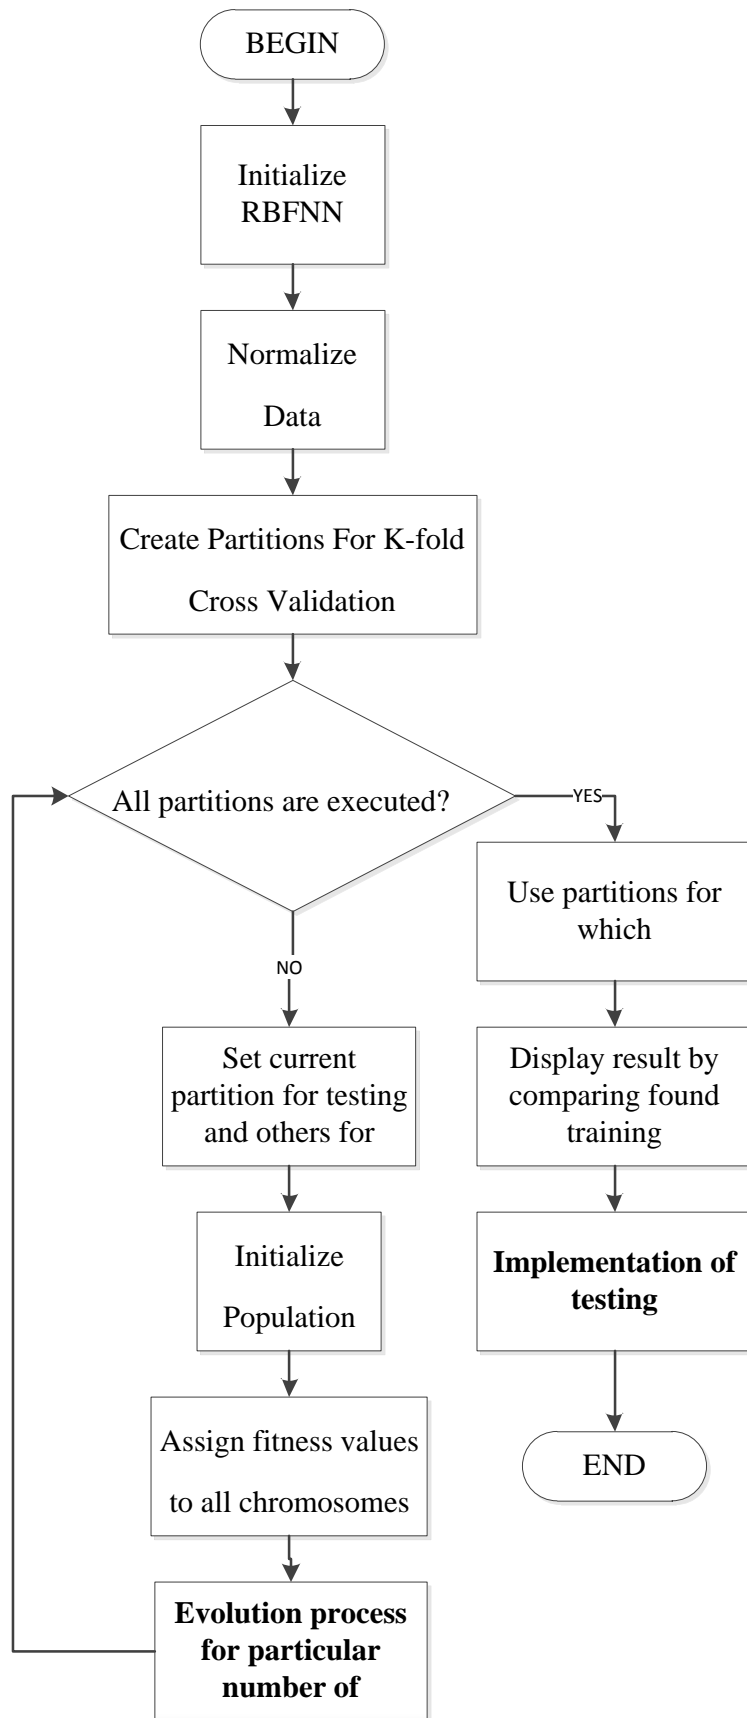 BEGIN
Initialize
RBFNN
Normalize
Data
Create Partitions For K-fold
Cross Validation
All partitions are executed?
YES
NO
Use partitions for
which
Set current
partition for testing
and others for
Display result by
comparing found
training
Initialize
Population
Implementation of
testing
Assign fitness values
to all chromosomes
END
Evolution process
for particular
number of